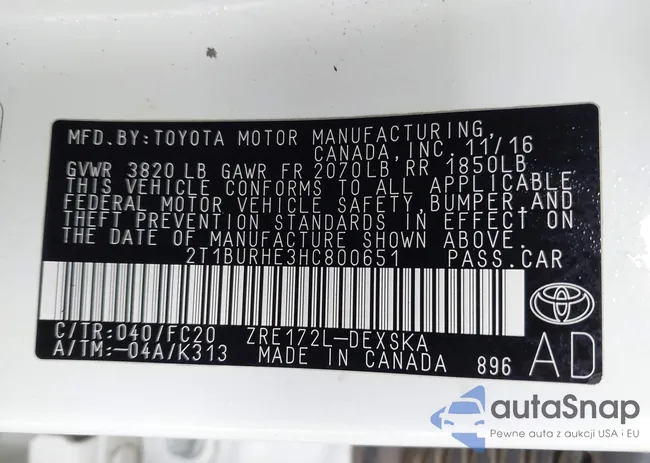 MFD. BY: TOYOTA MOTOR MANUFACTURING,
CANADA, INC. 11/16
GVWR 3820 LB GAWR FR 2070LB RR 1850LB
THIS VEHICLE CONFORMS TO ALL APPLICABLE
FEDERAL MOTOR VEHICLE SAFETY, BUMPER, AND
THEFT PREVENTION STANDARDS IN EFFECT ON
THE DATE OF MANUFACTURE SHOWN ABOVE.
2T1BURHE3HC800651 PASS. CAR
C/TR: 040/FC20 ZRE172L-DEXSKA
A/TM: -04A/K313 MADE IN CANADA 896 AD
autoSnap
Pewne auta z aukcji USA i EU